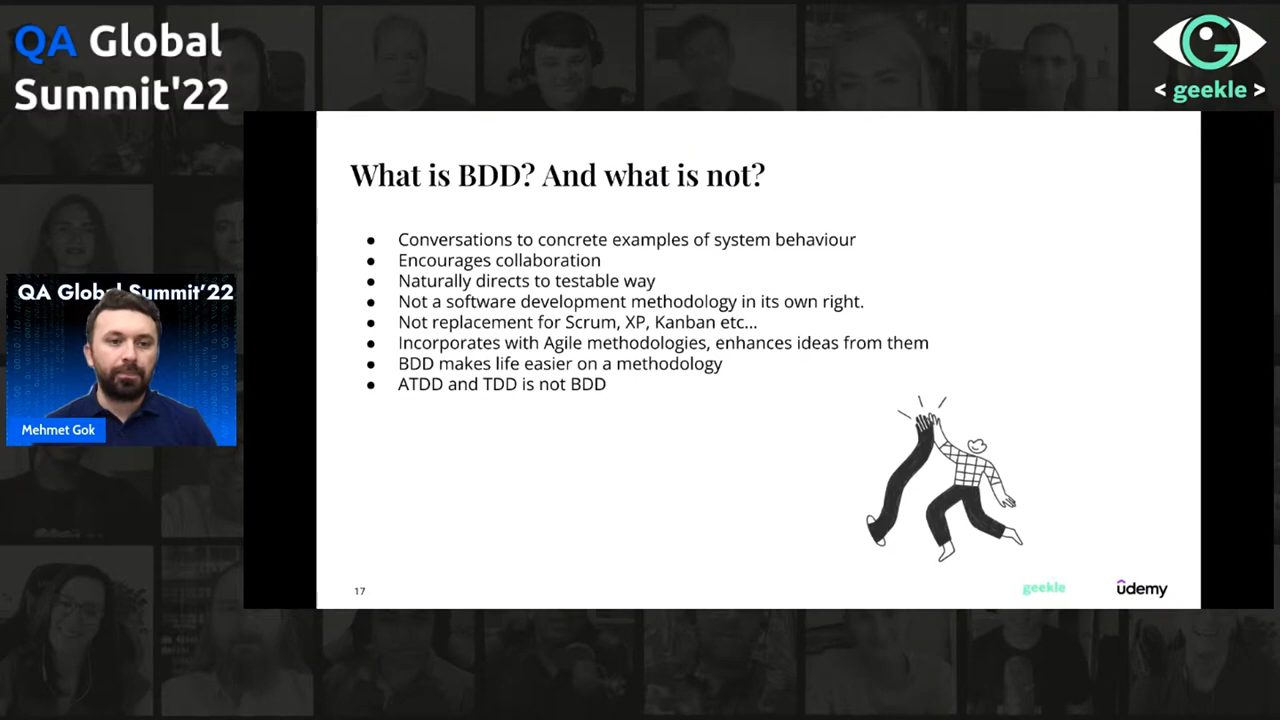 QA Global
Summit'22
G
< geekle >
What is BDD? And what is not?
● Conversations to concrete examples of system behaviour
● Encourages collaboration
● Naturally directs to testable way
● Not a software development methodology in its own right.
● Not replacement for Scrum, XP, Kanban etc...
● Incorporates with Agile methodologies, enhances ideas from them
● BDD makes life easier on a methodology
● ATDD and TDD is not BDD
QA Global Summit'22
Mehmet Gok
17
geekle
ûdemy